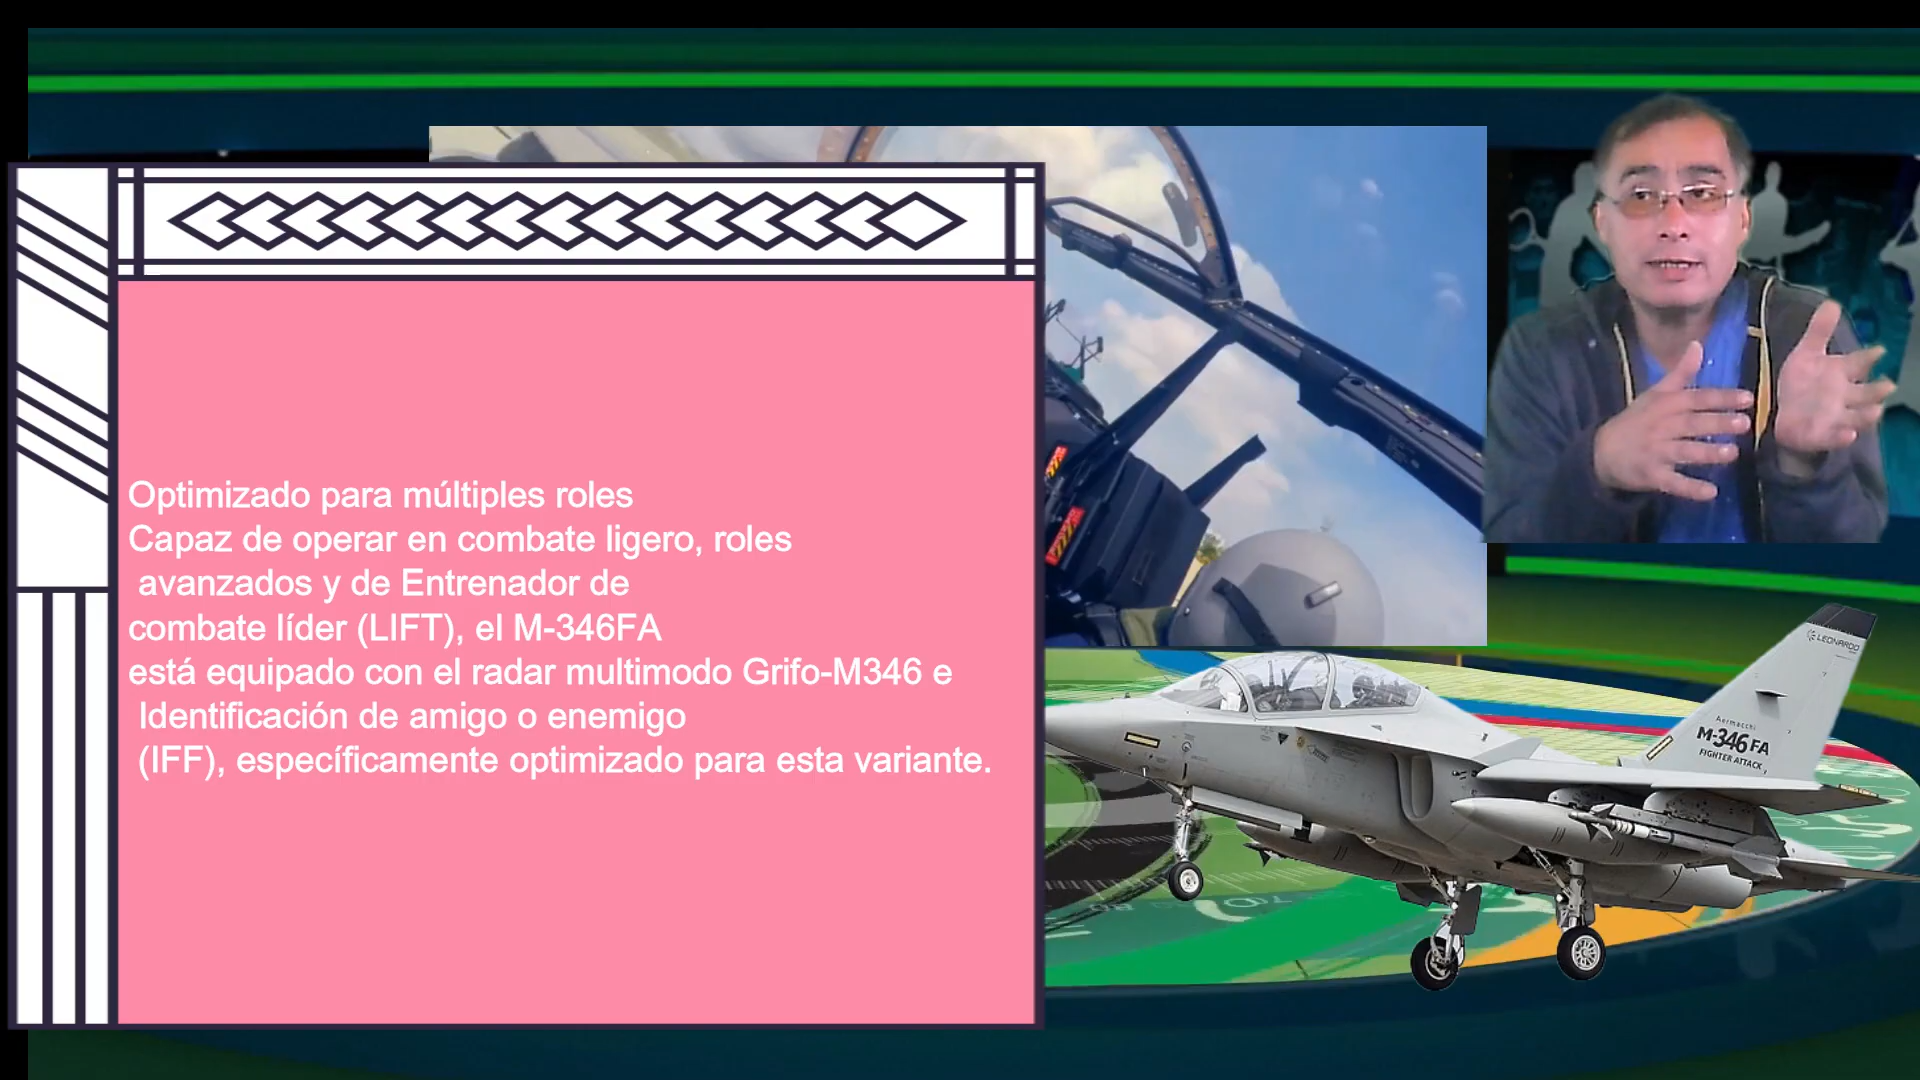 Optimizado para múltiples roles
Capaz de operar en combate ligero, roles
avanzados y de Entrenador de
combate líder (LIFT), el M-346FA
está equipado con el radar multimodo Grifo-M346 e
Identificación de amigo o enemigo
(IFF), específicamente optimizado para esta variante.
LEONARDO
Aermacchi
M-346 FA
FIGHTER ATTACK